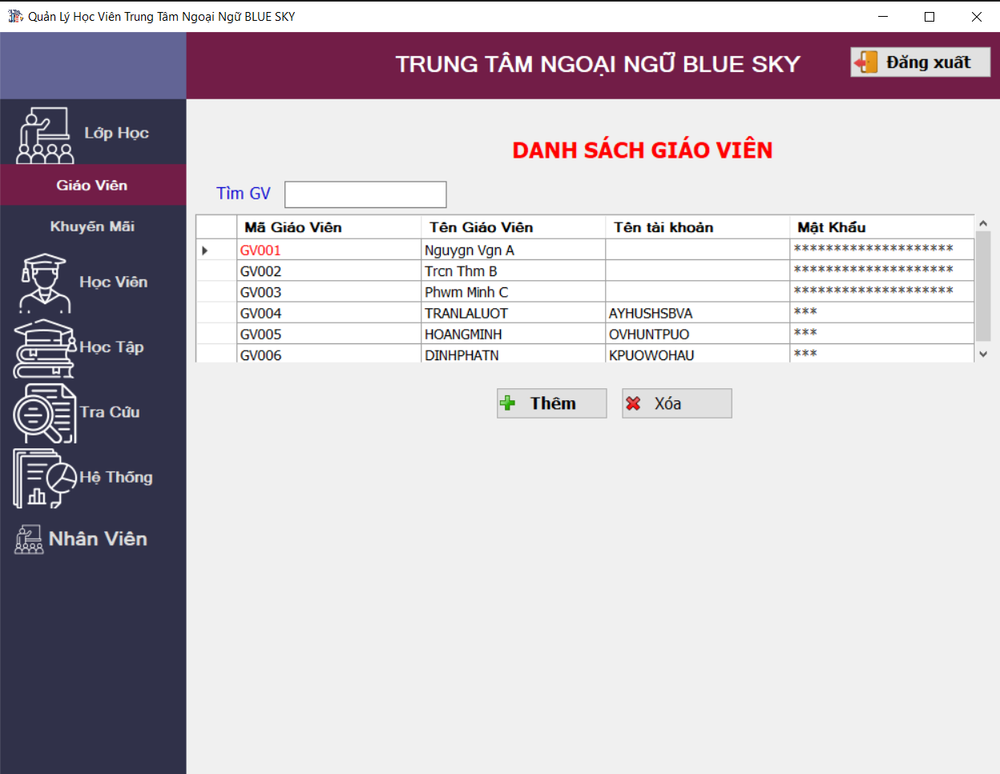 Quản Lý Học Viên Trung Tâm Ngoại Ngữ BLUE SKY
TRUNG TÂM NGOẠI NGỮ BLUE SKY
Đăng xuất
Lớp Học
Giáo Viên
Khuyến Mãi
Học Viên
Học Tập
Tra Cứu
Hệ Thống
Nhân Viên
DANH SÁCH GIÁO VIÊN
Tìm GV
Mã Giáo Viên Tên Giáo Viên Tên tài khoản Mật Khẩu
GV001 Nguygn Vgn A ********************
GV002 Trcn Thm B ********************
GV003 Phwm Minh C ********************
GV004 TRANLALUOT AYHUSHSBVA ***
GV005 HOANGMINH OVHUNTPUO ***
GV006 DINHPHATN KPUOWOHAU ***
Thêm Xóa